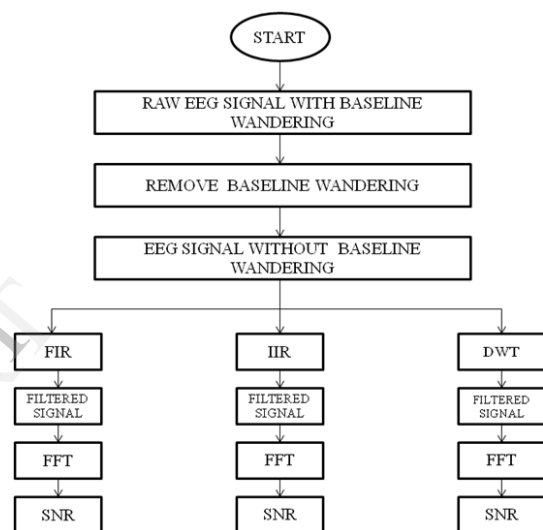 START
RAW EEG SIGNAL WITH BASELINE
WANDERING
REMOVE BASELINE WANDERING
EEG SIGNAL WITHOUT BASELINE
WANDERING
FIR
IIR
DWT
FILTERED
SIGNAL
FILTERED
SIGNAL
FILTERED
SIGNAL
FFT
FFT
FFT
SNR
SNR
SNR